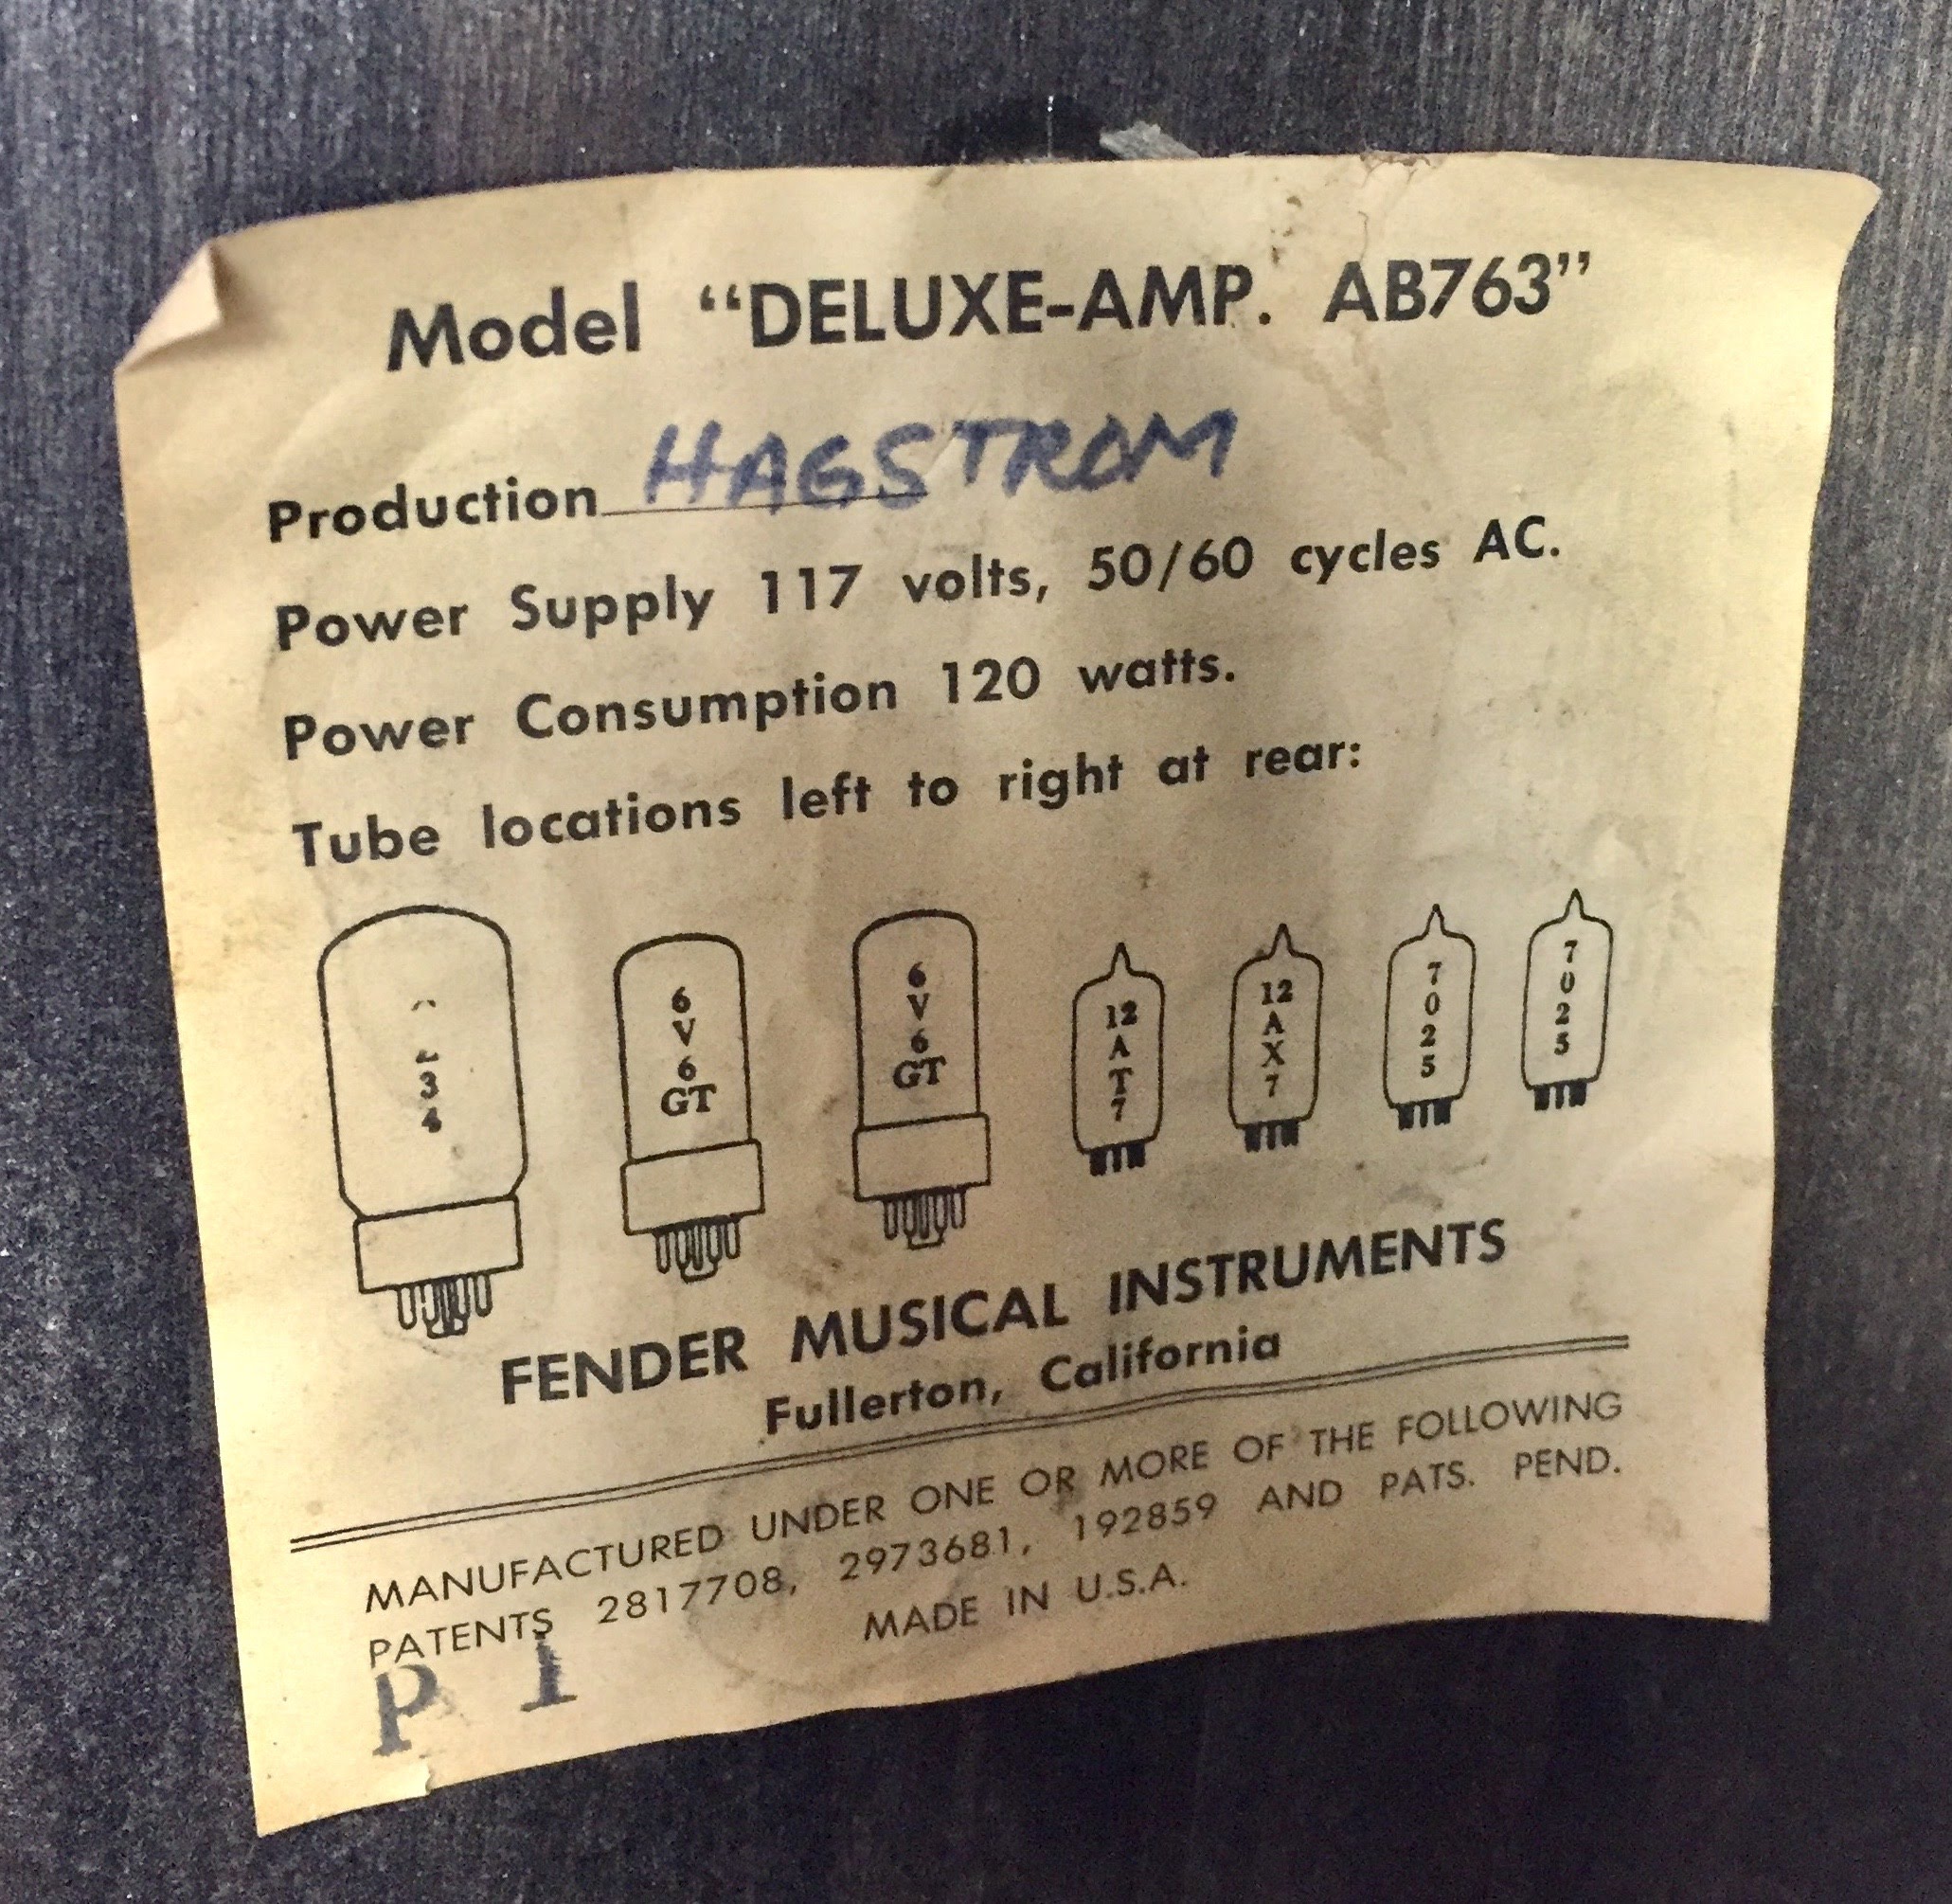 Model “DELUXE-AMP. AB763”
Production HAGSTROM
Power Supply 117 volts, 50/60 cycles AC.
Power Consumption 120 watts.
Tube locations left to right at rear:
34
6V6GT
6V6GT
12AT7
12AX7
7025
7025
FENDER MUSICAL INSTRUMENTS
Fullerton, California
MANUFACTURED UNDER ONE OR MORE OF THE FOLLOWING
PATENTS 2817708, 2973681, 192859 AND PATS. PEND.
MADE IN U.S.A.
P 1